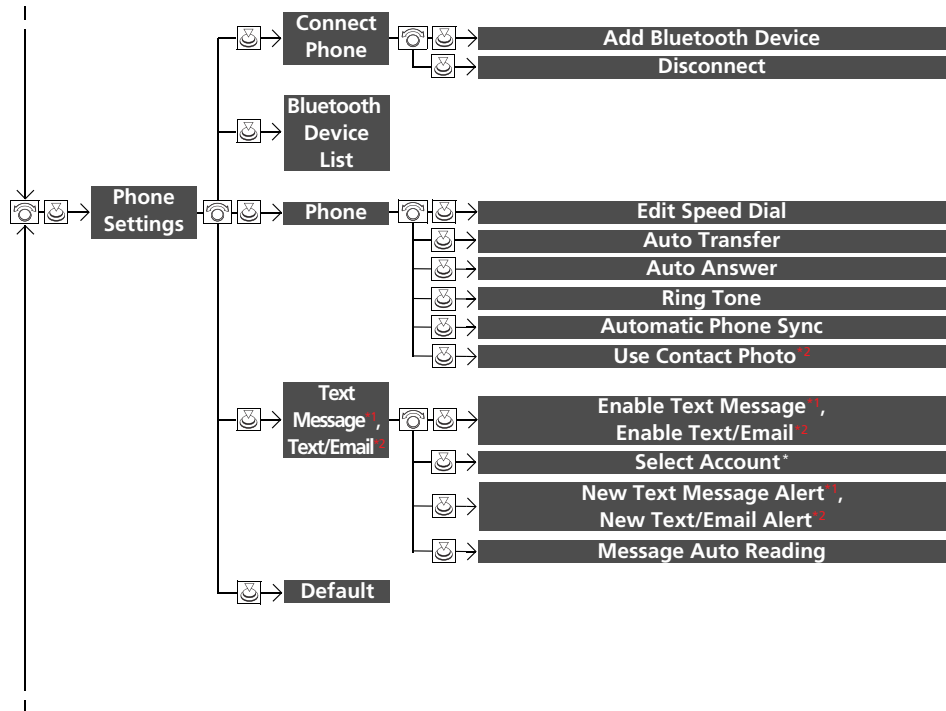 Connect
Phone
Add Bluetooth Device
Disconnect
Bluetooth
Device
List
Phone
Settings
Phone
Edit Speed Dial
Auto Transfer
Auto Answer
Ring Tone
Automatic Phone Sync
Use Contact Photo*2
Text
Message*1,
Text/Email*2
Enable Text Message*1,
Enable Text/Email*2
Select Account*
New Text Message Alert*1,
New Text/Email Alert*2
Message Auto Reading
Default